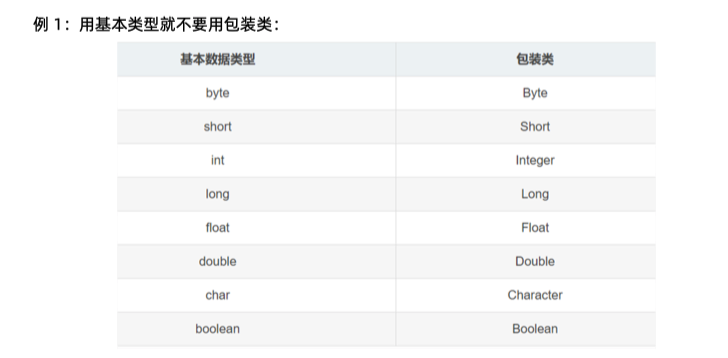 例 1：用基本类型就不要用包装类：
基本数据类型 包装类
byte Byte
short Short
int Integer
long Long
float Float
double Double
char Character
boolean Boolean